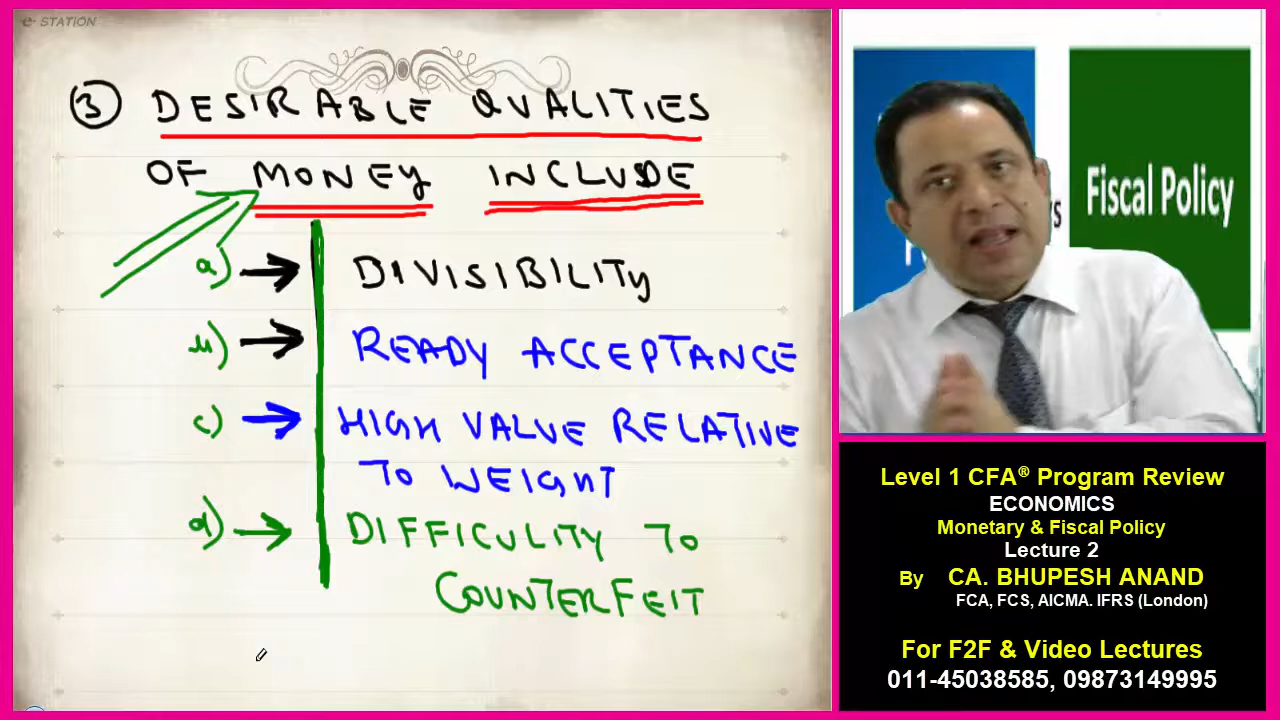 e- STATION
③ DESIRABLE QUALITIES
OF MONEY INCLUDE
a) → DIVISIBILITY
→ READY ACCEPTANCE
c) → HIGH VALUE RELATIVE
TO WEIGHT
d) → DIFFICULITY TO
COUNTERFEIT
Fiscal Policy
Level 1 CFA® Program Review
ECONOMICS
Monetary & Fiscal Policy
Lecture 2
By CA. BHUPESH ANAND
FCA, FCS, AICMA. IFRS (London)
For F2F & Video Lectures
011-45038585, 09873149995